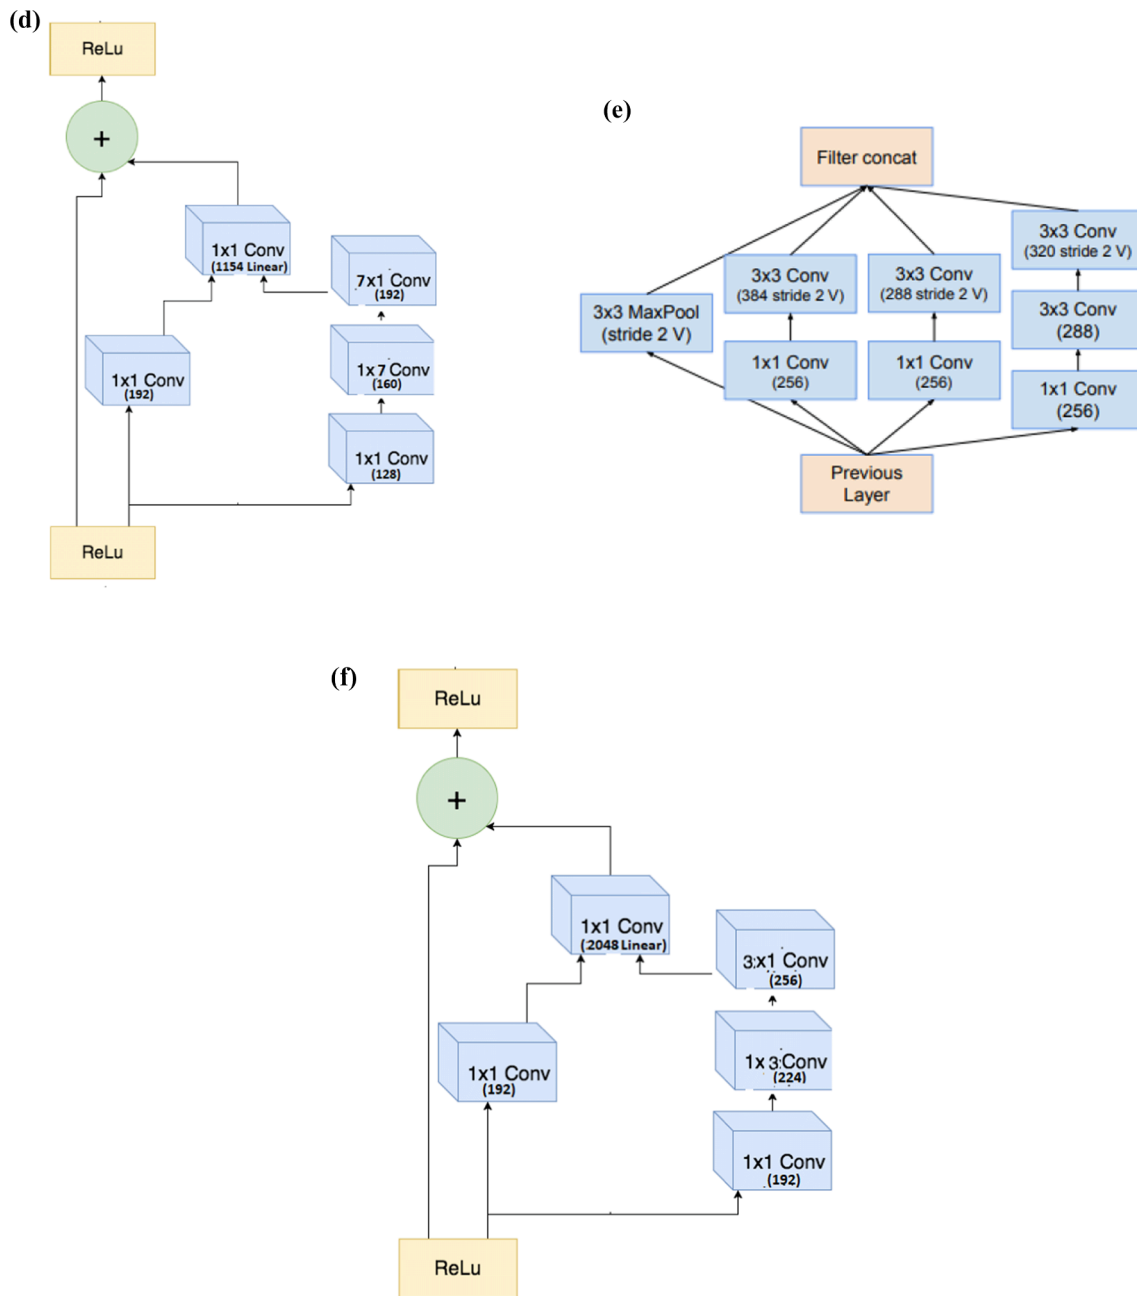 (d)
ReLu
+
1x1 Conv
(1154 Linear)
7x1 Conv
(192)
1x1 Conv
(192)
1x7 Conv
(160)
1x1 Conv
(128)
ReLu
(e)
Filter concat
3x3 MaxPool
(stride 2 V)
3x3 Conv
(384 stride 2 V)
1x1 Conv
(256)
3x3 Conv
(288 stride 2 V)
1x1 Conv
(256)
3x3 Conv
(320 stride 2 V)
3x3 Conv
(288)
1x1 Conv
(256)
Previous
Layer
(f)
ReLu
+
1x1 Conv
(2048 Linear)
3x1 Conv
(256)
1x1 Conv
(192)
1x3 Conv
(224)
1x1 Conv
(192)
ReLu